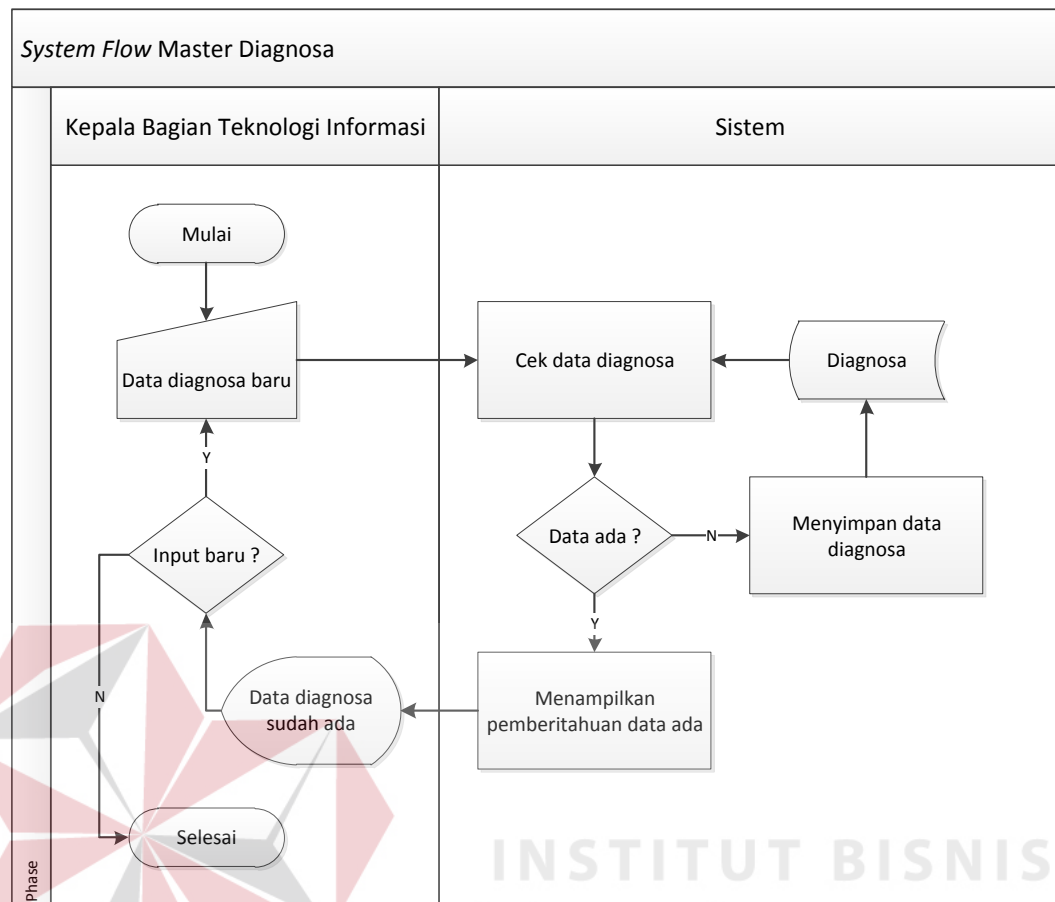 System Flow Master Diagnosa
Kepala Bagian Teknologi Informasi
Sistem
Mulai
Data diagnosa baru
Cek data diagnosa
Diagnosa
Y
Input baru ?
Data ada ?
N
Menyimpan data
diagnosa
Y
N
Data diagnosa
sudah ada
Menampilkan
pemberitahuan data ada
Selesai
Phase
INSTITUT BISNIS